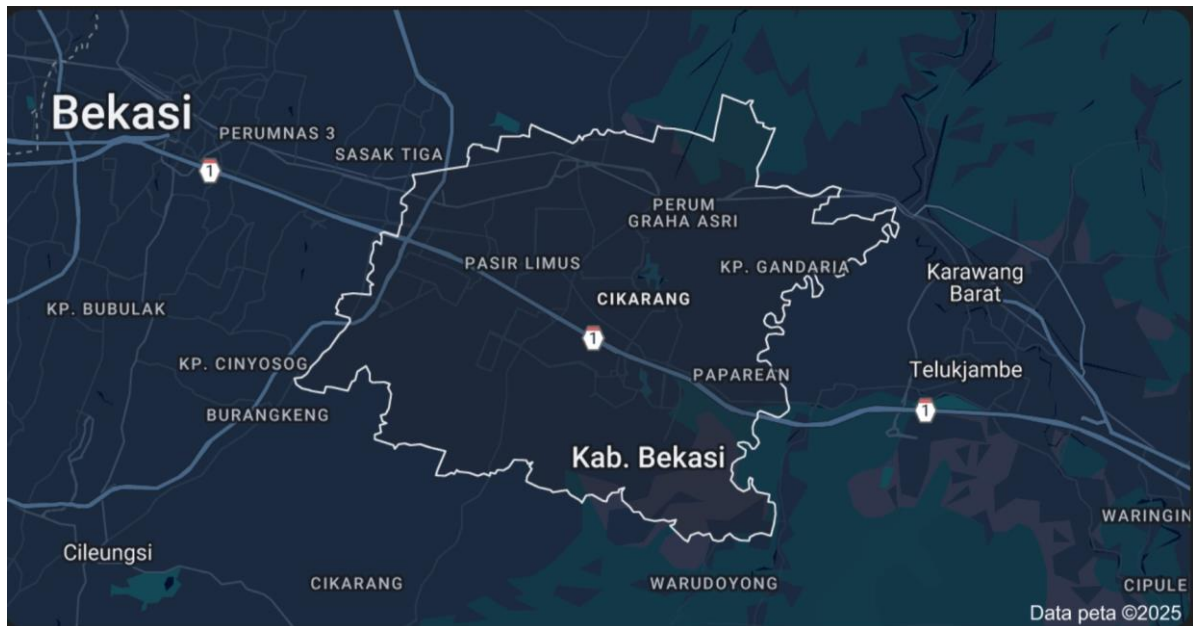 Bekasi
PERUMNAS 3
SASAK TIGA
1
PERUM
GRAHA ASRI
PASIR LIMUS
KP. GANDARIA
Karawang
Barat
CIKARANG
KP. BUBULAK
1
KP. CINYOSOG
PAPAREAN
Telukjambe
BURANGKENG
1
Kab. Bekasi
WARINGIN
Cileungsi
CIKARANG
WARUDOYONG
CIPULE
Data peta ©2025